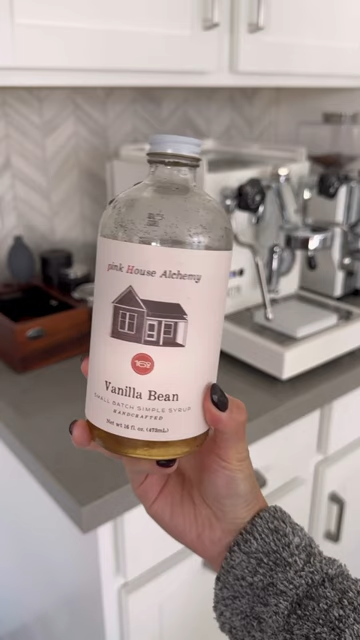 pink House Alchemy
Vanilla Bean
SMALL BATCH SIMPLE SYRUP
HANDCRAFTED
Net wt 16 fl. oz. (473mL)